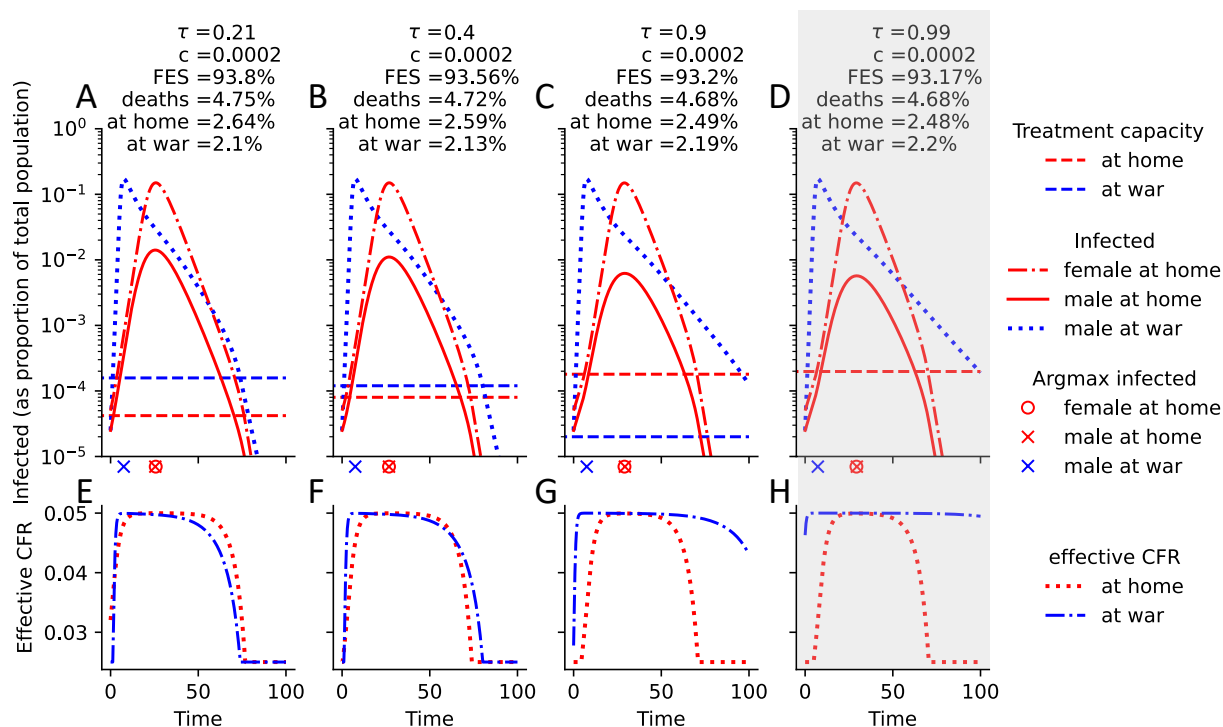 τ =0.21
c =0.0002
FES =93.8%
deaths =4.75%
at home =2.64%
at war =2.1%
τ =0.4
c =0.0002
FES =93.56%
deaths =4.72%
at home =2.59%
at war =2.13%
τ =0.9
c =0.0002
FES =93.2%
deaths =4.68%
at home =2.49%
at war =2.19%
τ =0.99
c =0.0002
FES =93.17%
deaths =4.68%
at home =2.48%
at war =2.2%
A
B
C
D
Infected (as proportion of total population)
10⁰
10⁻¹
10⁻²
10⁻³
10⁻⁴
10⁻⁵
Treatment capacity
at home
at war
Infected
female at home
male at home
male at war
Argmax infected
female at home
male at home
male at war
E
F
G
H
Effective CFR
0.05
0.04
0.03
0 50 100
0 50 100
0 50 100
0 50 100
Time
Time
Time
Time
effective CFR
at home
at war